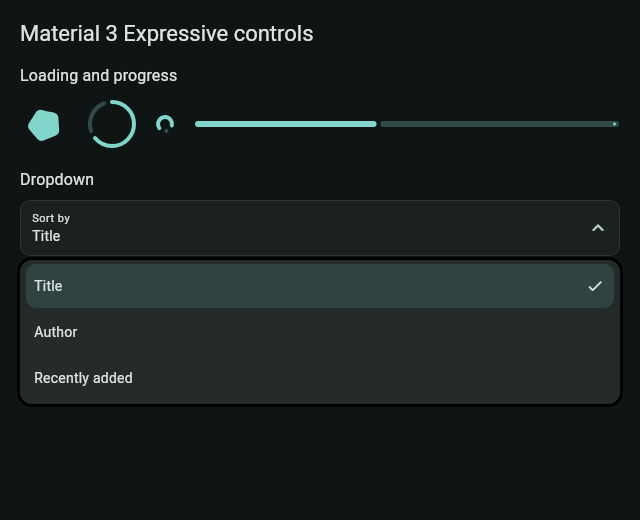 Material 3 Expressive controls
Loading and progress
Dropdown
Sort by
Title
Title
Author
Recently added